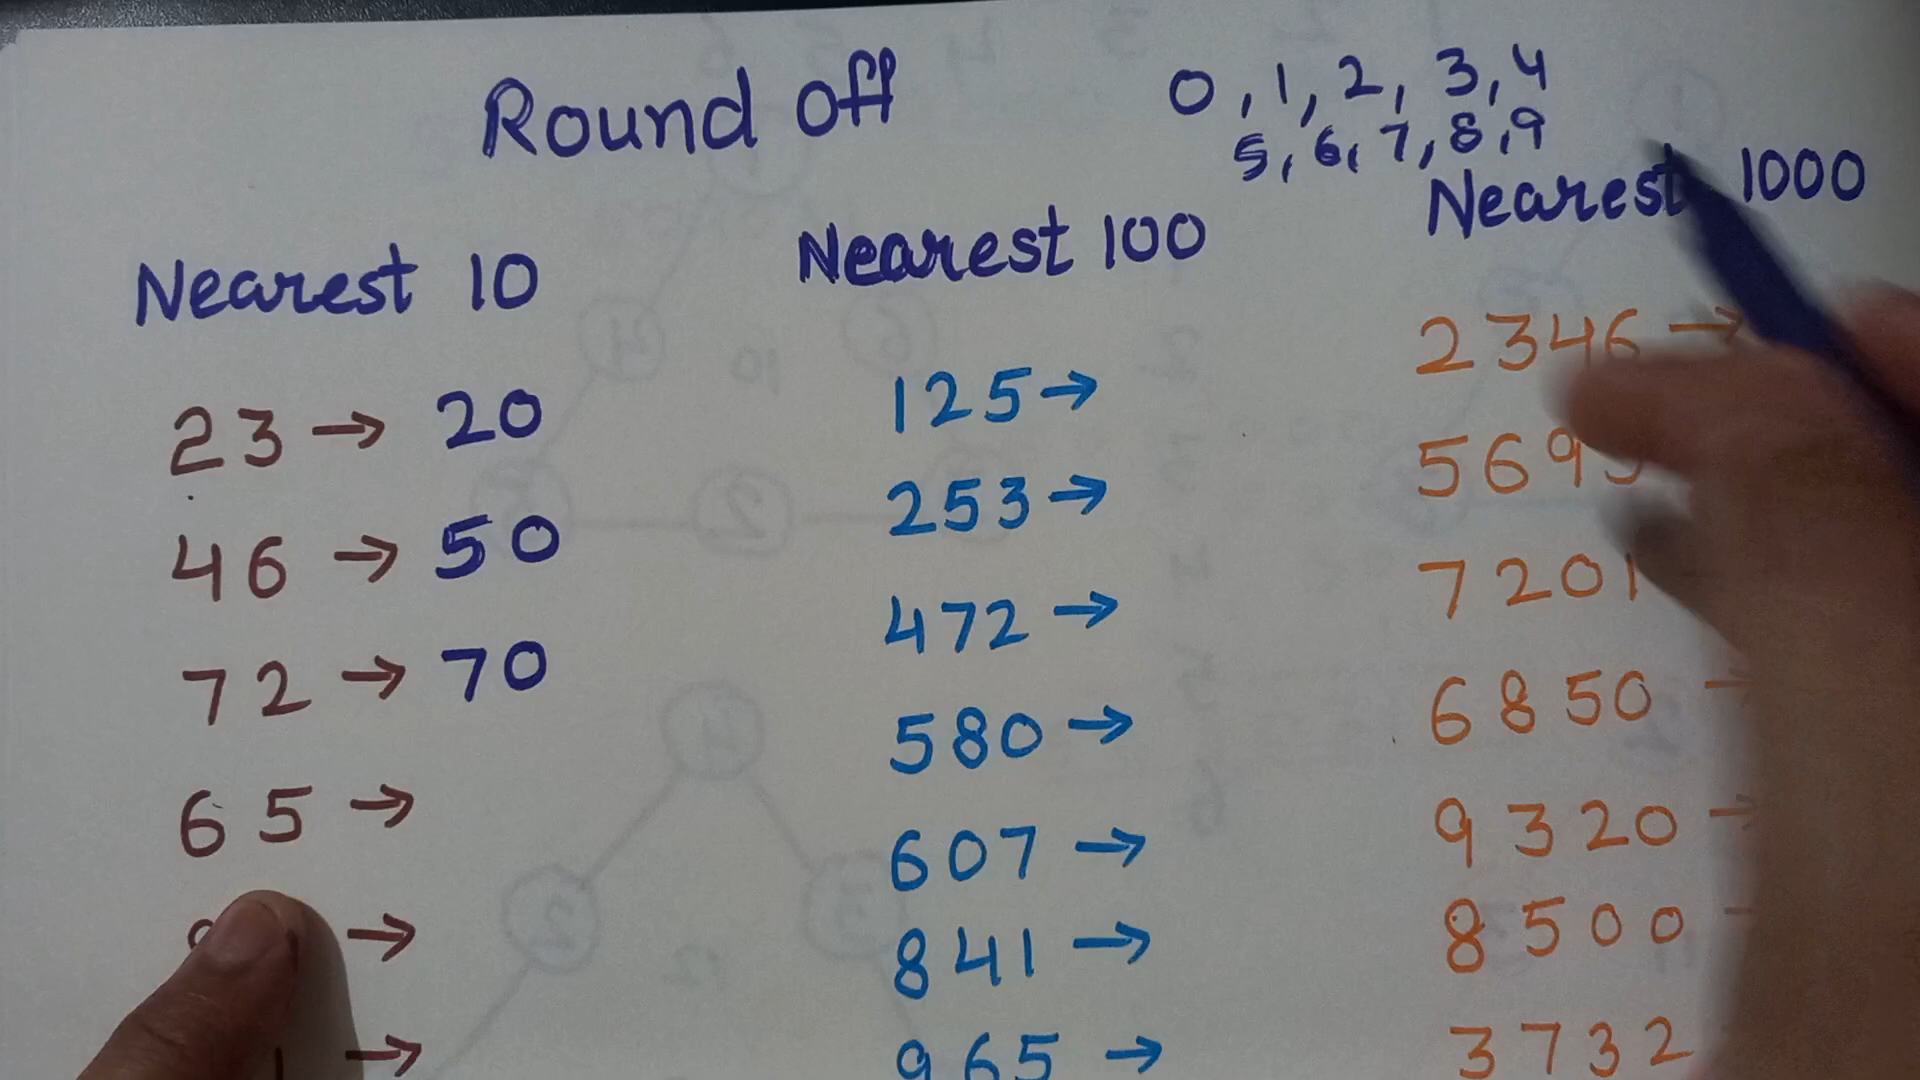 Round off
0, 1, 2, 3, 4
5, 6, 7, 8, 9
Nearest 10
23 → 20
46 → 50
72 → 70
65 →
→
→
Nearest 100
125 →
253 →
472 →
580 →
607 →
841 →
965 →
Nearest 1000
2346 →
569
7201
6850
9320
8500
3732